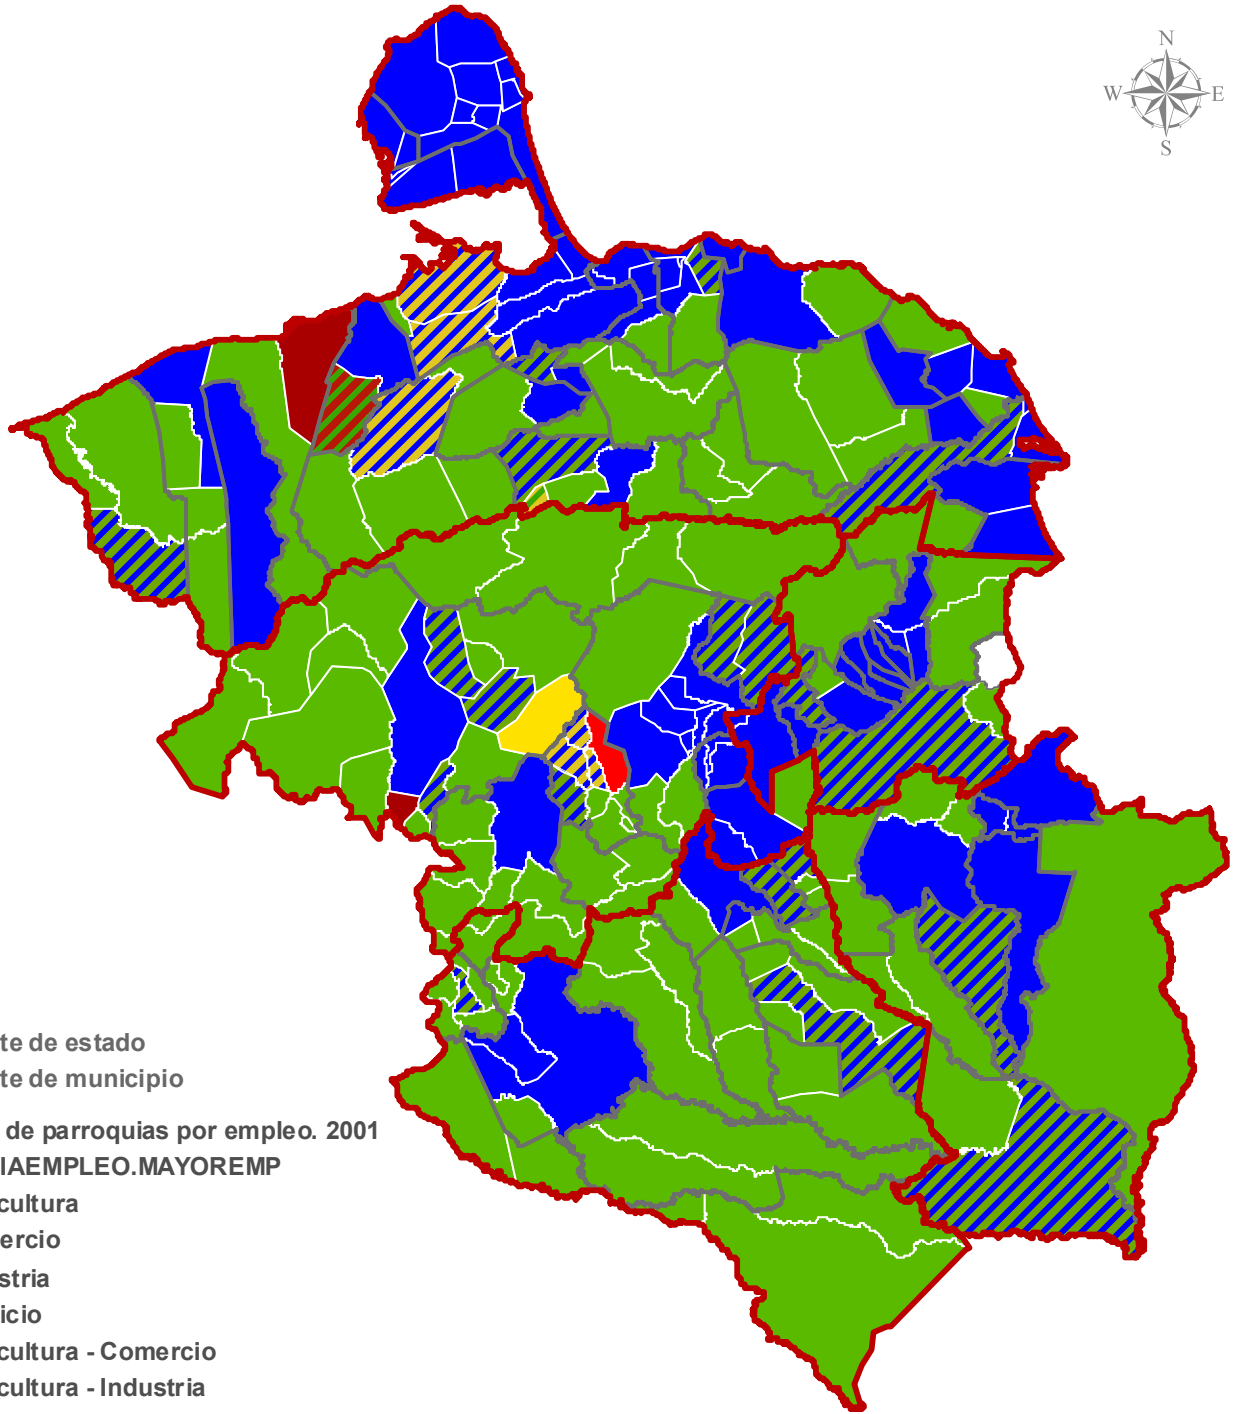 N
W E
S
te de estado
te de municipio
de parroquias por empleo. 2001
IAEMPLEO.MAYOREMP
cultura
ercio
stria
icio
cultura - Comercio
cultura - Industria